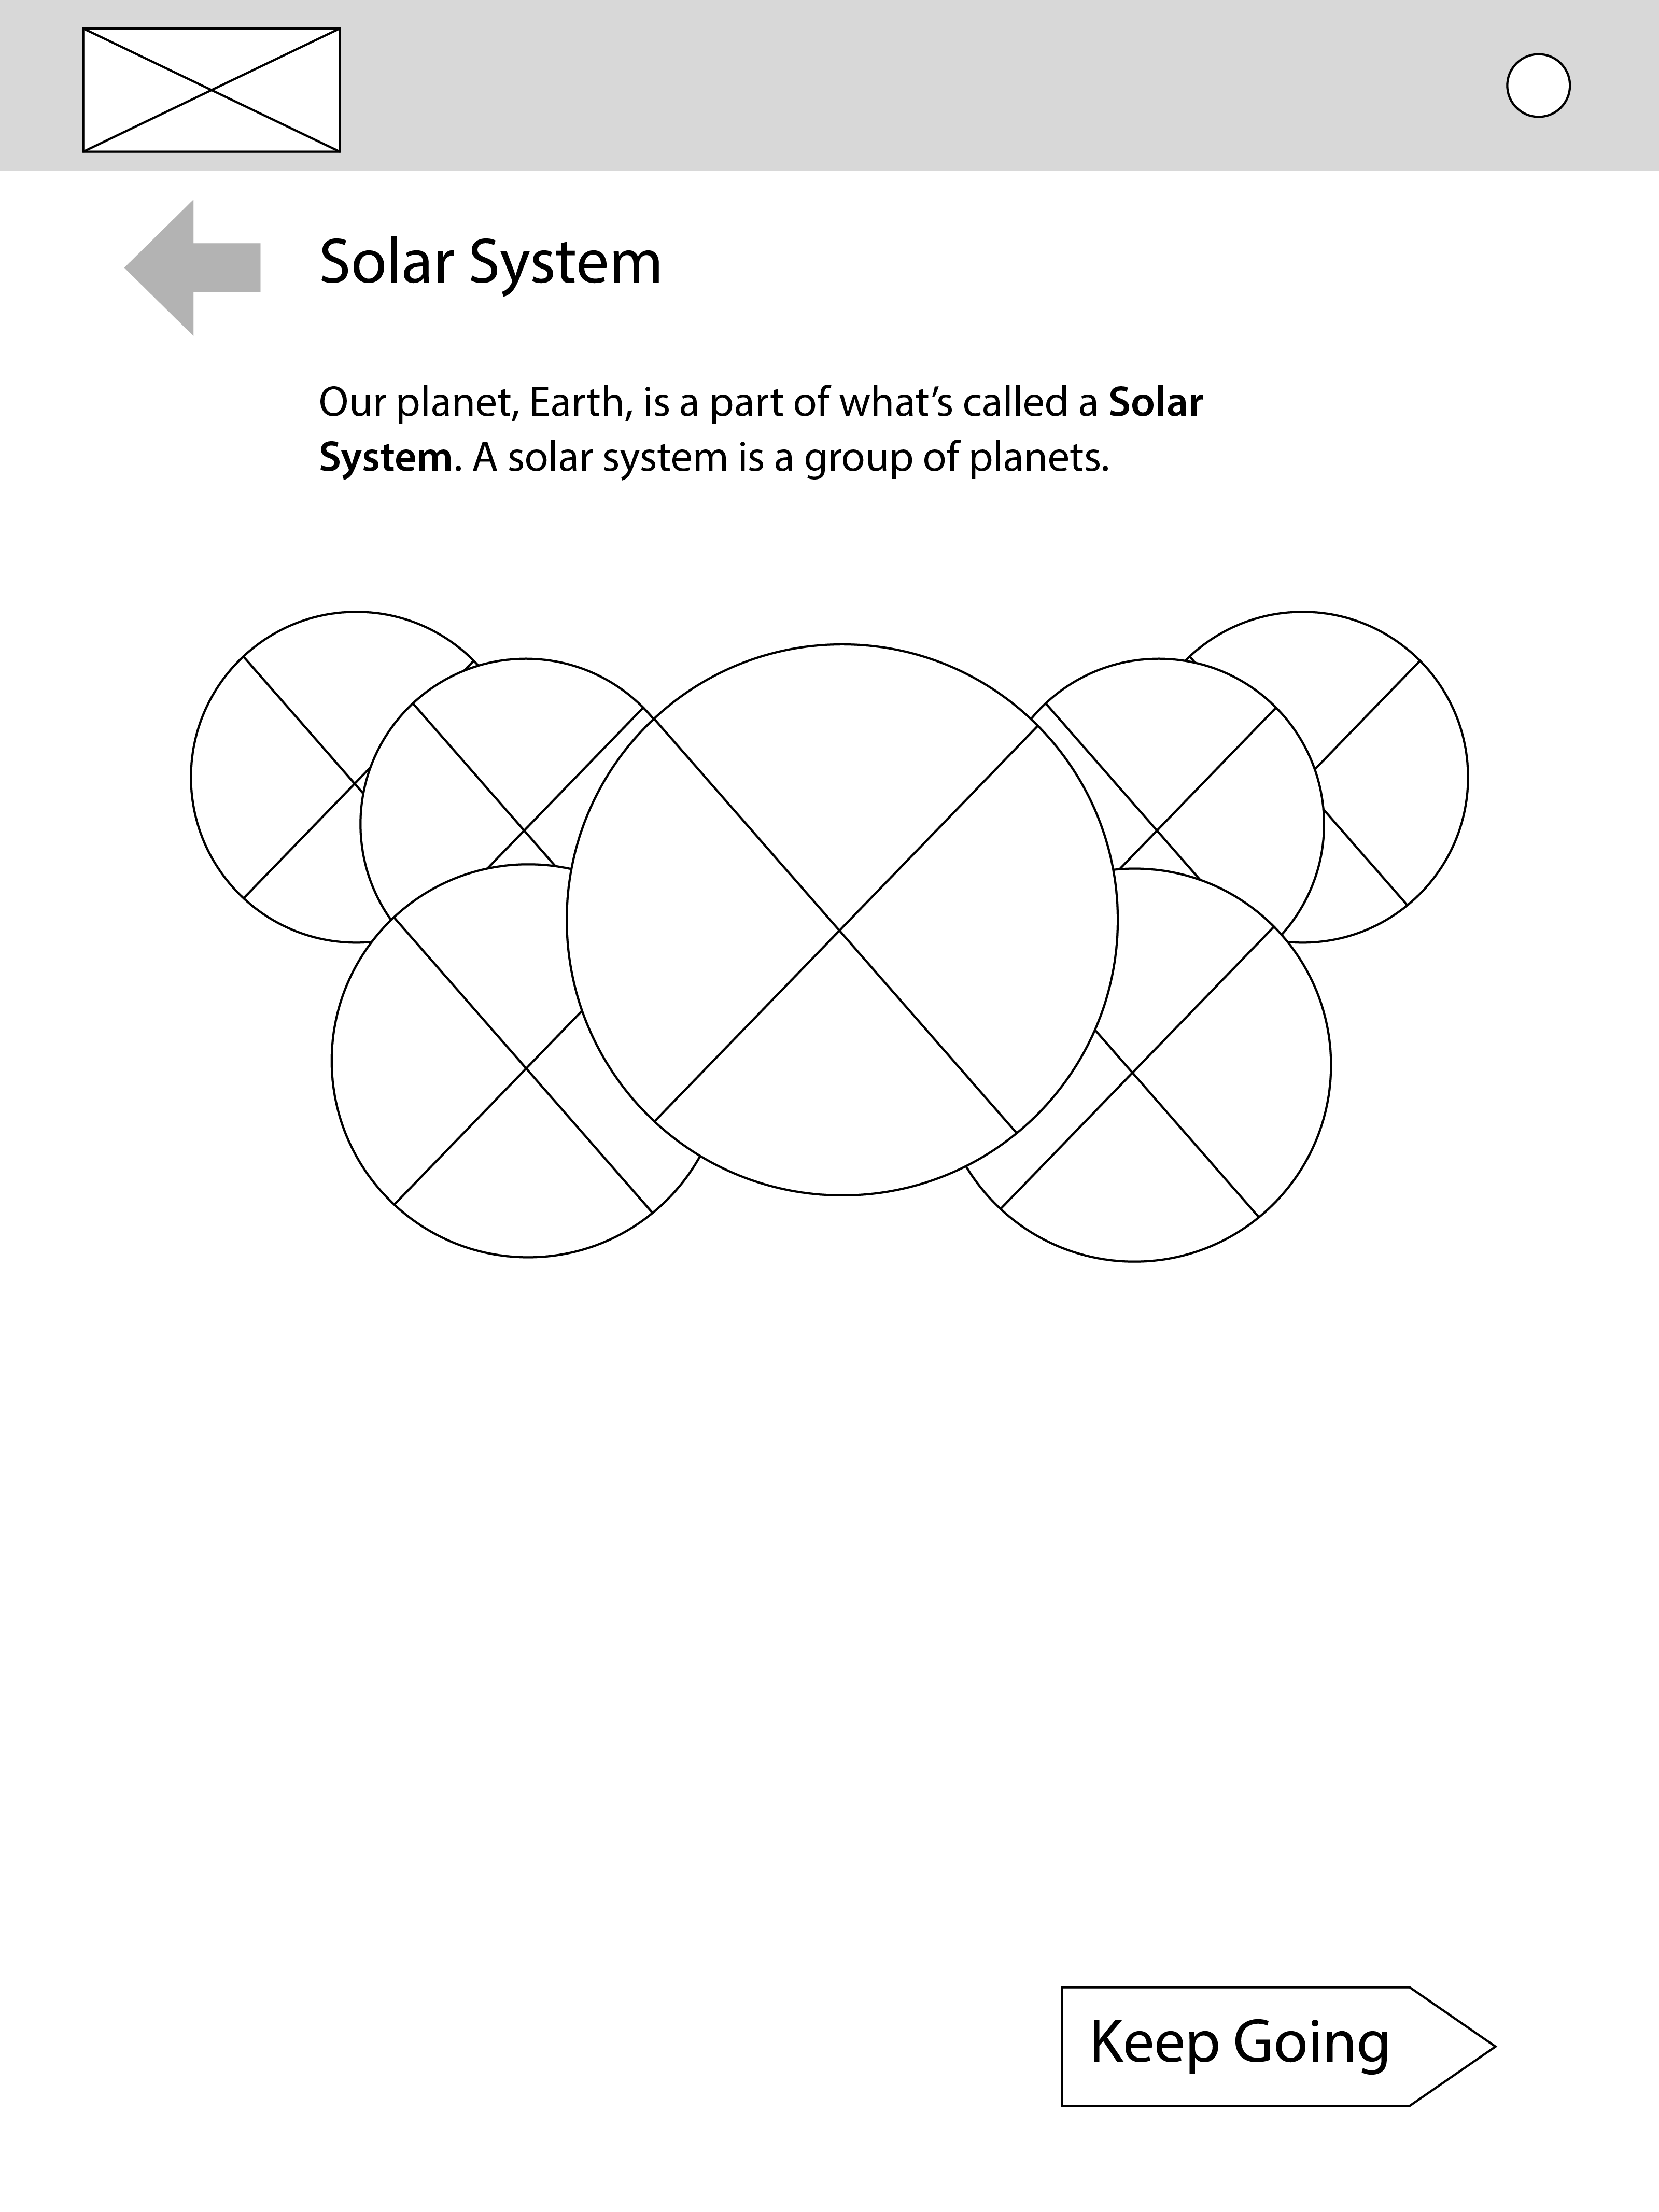 Solar System
Our planet, Earth, is a part of what’s called a Solar
System. A solar system is a group of planets.
Keep Going